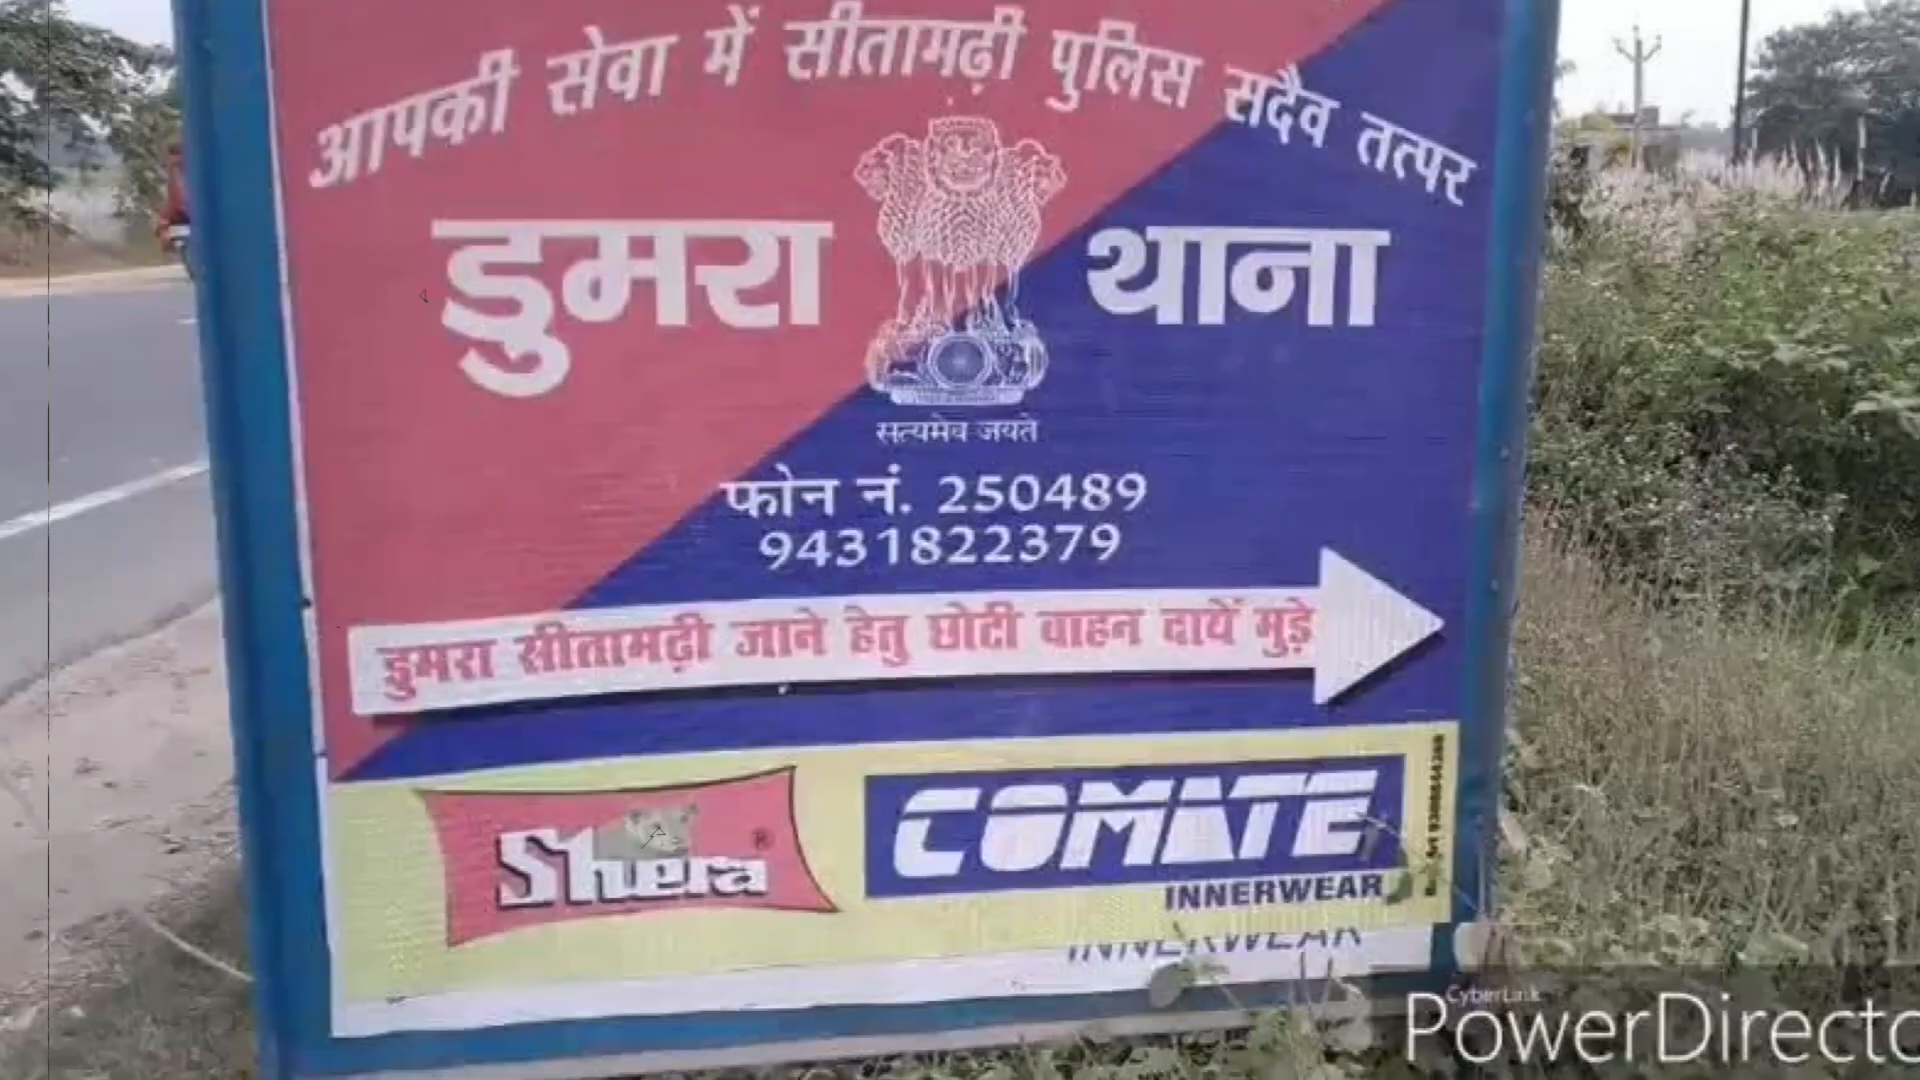 आपकी सेवा में सीतामढ़ी पुलिस सदैव तत्पर
डुमरा थाना
सत्यमेव जयते
फोन नं. 250489
9431822379
डुमरा सीतामढ़ी जाने हेतु छोटी वाहन दायें मुड़े
Shera ®
COMATE
INNERWEAR
INNERWEAR
CyberLink
PowerDirecto